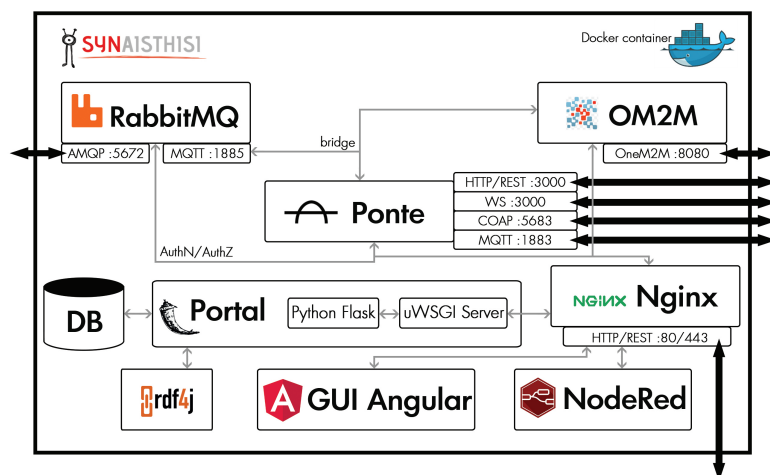 SYNAISTHISI
Docker container
RabbitMQ
OM2M
AMQP :5672
MQTT :1885
bridge
OneM2M :8080
Ponte
HTTP/REST :3000
WS :3000
COAP :5683
MQTT :1883
AuthN/AuthZ
DB
Portal
Python Flask
uWSGI Server
NGINX
Nginx
HTTP/REST :80/443
rdf4j
A
GUI Angular
NodeRed